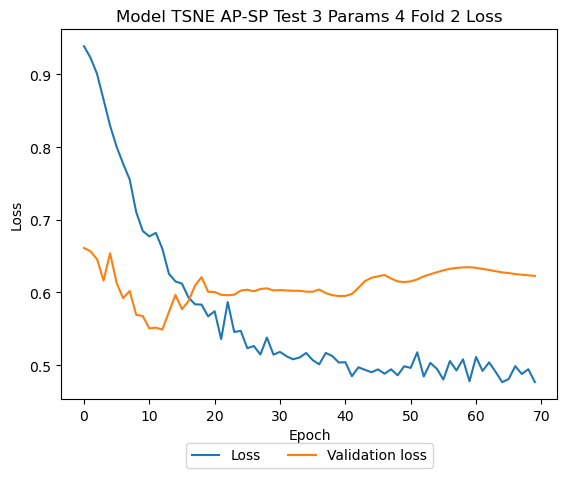 Model TSNE AP-SP Test 3 Params 4 Fold 2 Loss
0.9
0.8
0.7
0.6
0.5
Loss
0 10 20 30 40 50 60 70
Epoch
Loss Validation loss